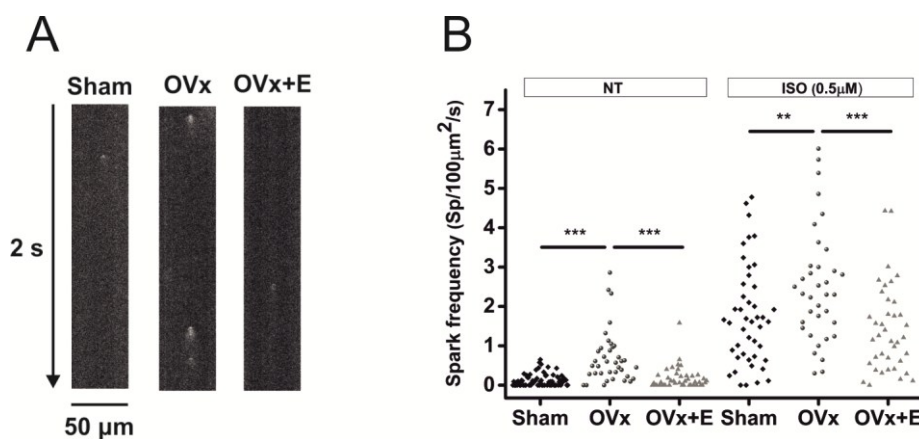 A
Sham OVx OVx+E
2 s
50 µm
B
NT ISO (0.5µM)
Spark frequency (Sp/100µm²/s)
7
6
5
4
3
2
1
0
** ***
*** ***
Sham OVx OVx+E Sham OVx OVx+E